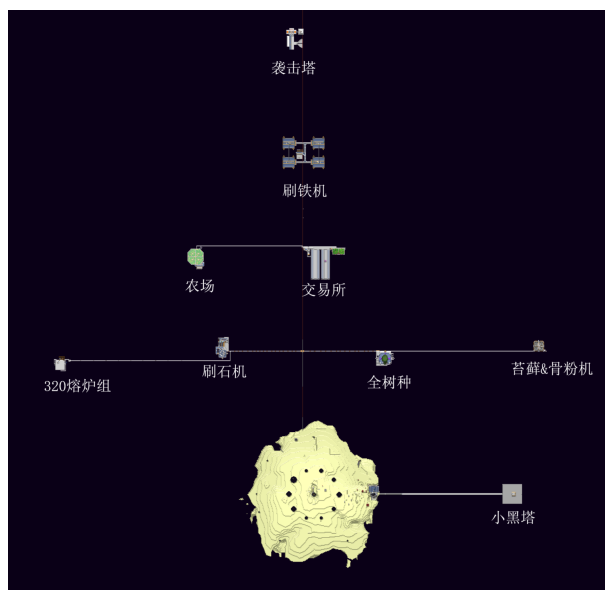 袭击塔
刷铁机
农场
交易所
320熔炉组
刷石机
全树种
苔藓&骨粉机
小黑塔